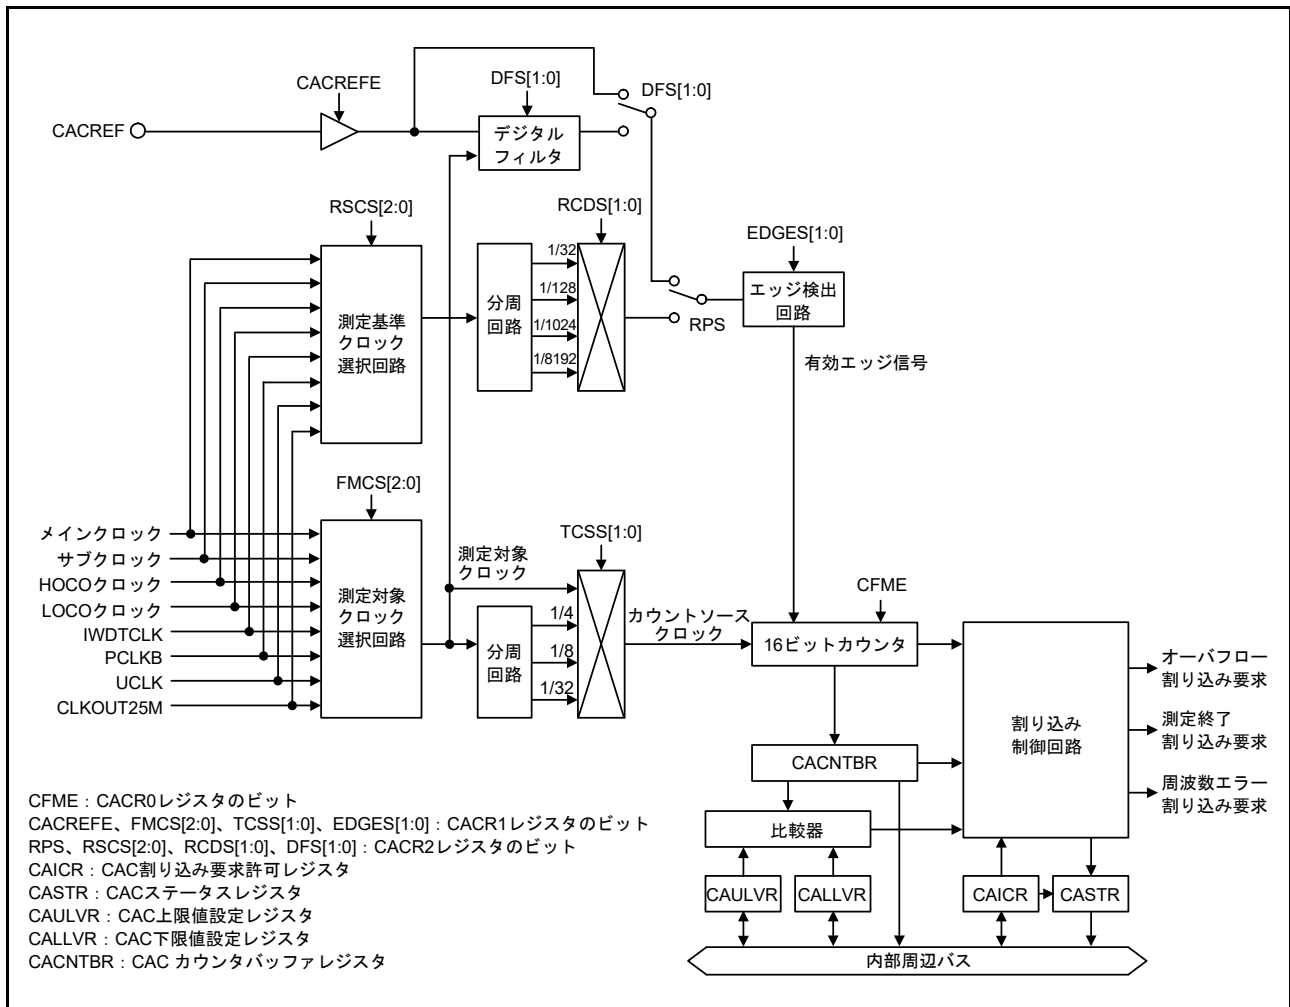 CACREFE
DFS[1:0]
DFS[1:0]
CACREF
デジタル
フィルタ
RSCS[2:0]
RCDS[1:0]
EDGES[1:0]
測定基準
クロック
選択回路
分周
回路
1/32
1/128
1/1024
1/8192
RPS
エッジ検出
回路
有効エッジ信号
FMCS[2:0]
TCSS[1:0]
メインクロック
サブクロック
HOCOクロック
LOCOクロック
IWDTCLK
PCLKB
UCLK
CLKOUT25M
測定対象
クロック
選択回路
測定対象
クロック
分周
回路
1/4
1/8
1/32
カウントソース
クロック
CFME
16ビットカウンタ
割り込み
制御回路
オーバフロー
割り込み要求
測定終了
割り込み要求
周波数エラー
割り込み要求
CACNTBR
比較器
CAULVR
CALLVR
CAICR
CASTR
内部周辺バス
CFME：CACR0レジスタのビット
CACREFE、FMCS[2:0]、TCSS[1:0]、EDGES[1:0]：CACR1レジスタのビット
RPS、RSCS[2:0]、RCDS[1:0]、DFS[1:0]：CACR2レジスタのビット
CAICR：CAC割り込み要求許可レジスタ
CASTR：CACステータスレジスタ
CAULVR：CAC上限値設定レジスタ
CALLVR：CAC下限値設定レジスタ
CACNTBR：CAC カウンタバッファレジスタ